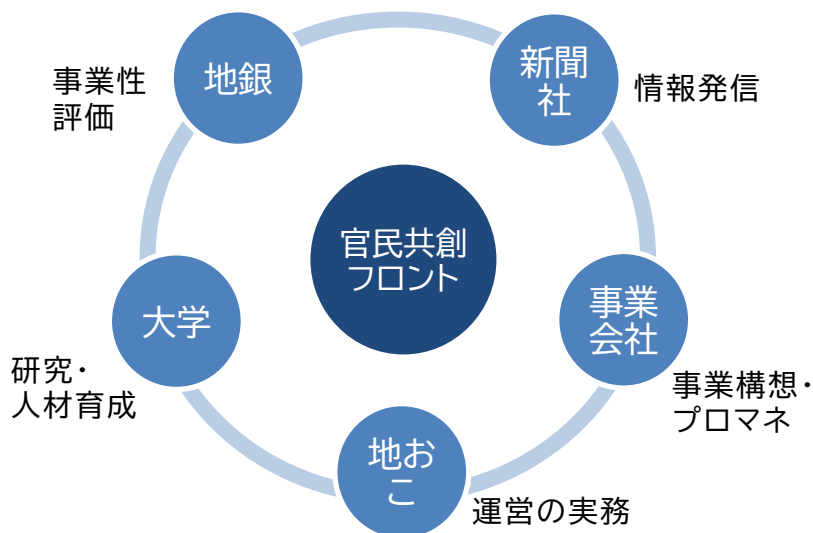 地銀
事業性
評価
新聞
社
情報発信
官民共創
フロント
大学
研究・
人材育成
事業
会社
事業構想・
プロマネ
地お
こ
運営の実務